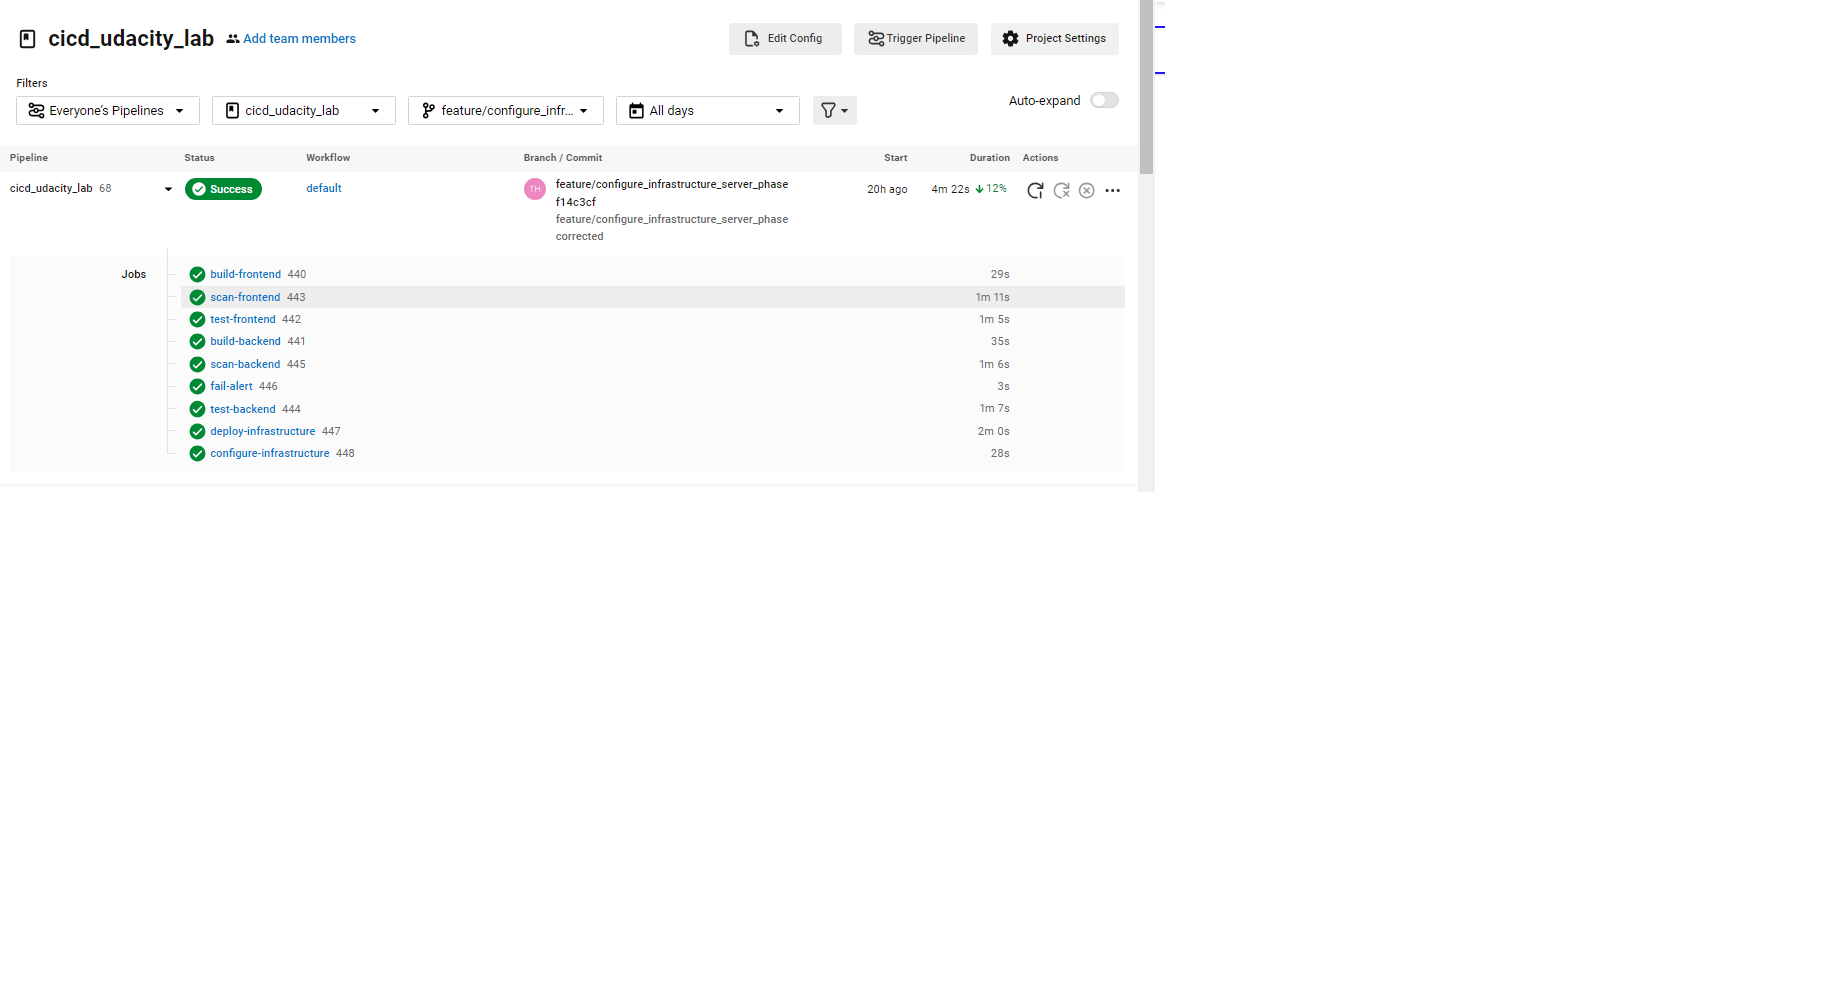 cicd_udacity_lab Add team members Edit Config Trigger Pipeline Project Settings
Filters
Everyone's Pipelines cicd_udacity_lab feature/configure_infr... All days Auto-expand
Pipeline Status Workflow Branch / Commit Start Duration Actions
cicd_udacity_lab 68 Success default TH feature/configure_infrastructure_server_phase 20h ago 4m 22s 12%
f14c3cf
feature/configure_infrastructure_server_phase
corrected
Jobs build-frontend 440 29s
scan-frontend 443 1m 11s
test-frontend 442 1m 5s
build-backend 441 35s
scan-backend 445 1m 6s
fail-alert 446 3s
test-backend 444 1m 7s
deploy-infrastructure 447 2m 0s
configure-infrastructure 448 28s